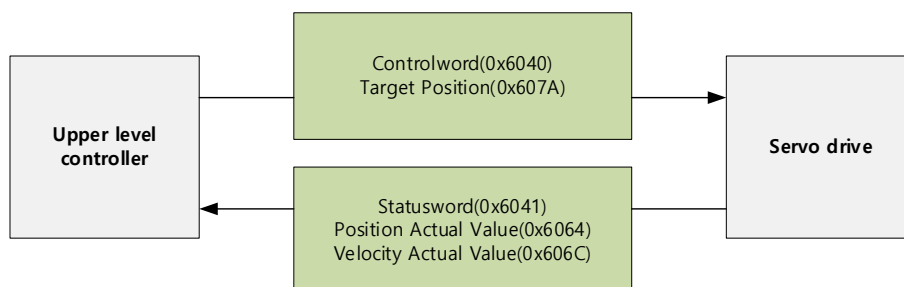 Controlword(0x6040)
Target Position(0x607A)
Upper level
controller
Servo drive
Statusword(0x6041)
Position Actual Value(0x6064)
Velocity Actual Value(0x606C)